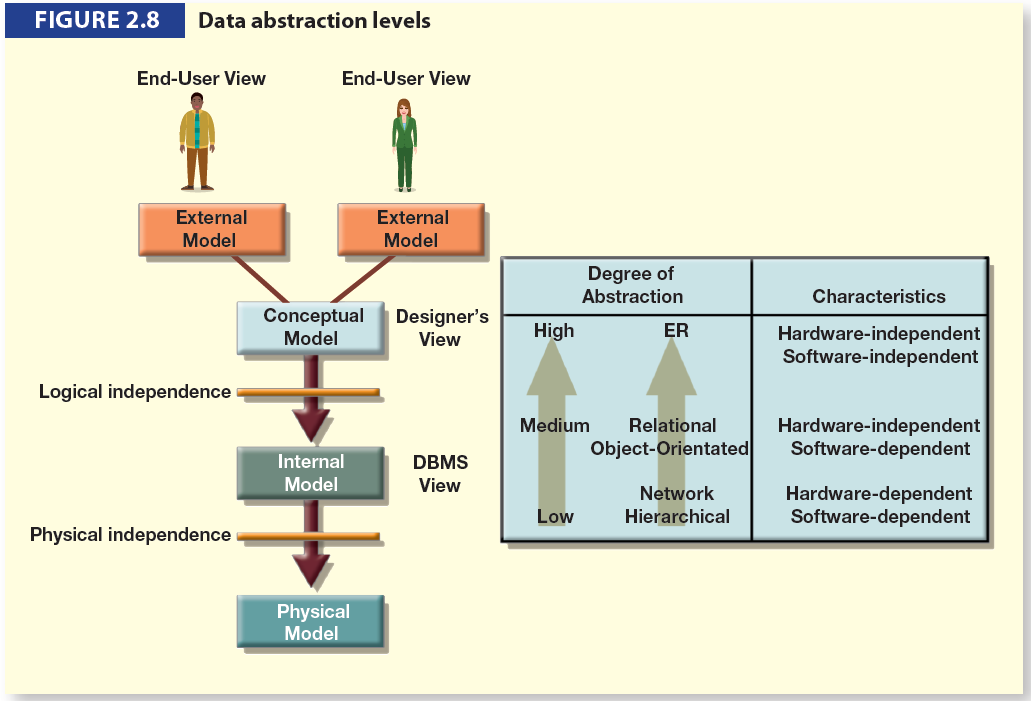 FIGURE 2.8 Data abstraction levels
End-User View
End-User View
External
Model
External
Model
Conceptual
Model
Designer's
View
Logical independence
Internal
Model
DBMS
View
Physical independence
Physical
Model
Degree of
Abstraction
Characteristics
High
ER
Hardware-independent
Software-independent
Medium
Relational
Object-Orientated
Hardware-independent
Software-dependent
Low
Network
Hierarchical
Hardware-dependent
Software-dependent